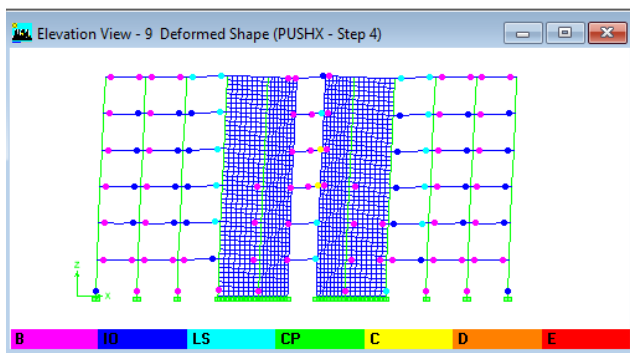 Elevation View - 9 Deformed Shape (PUSHX - Step 4)
Z
X
B IO LS CP C D E